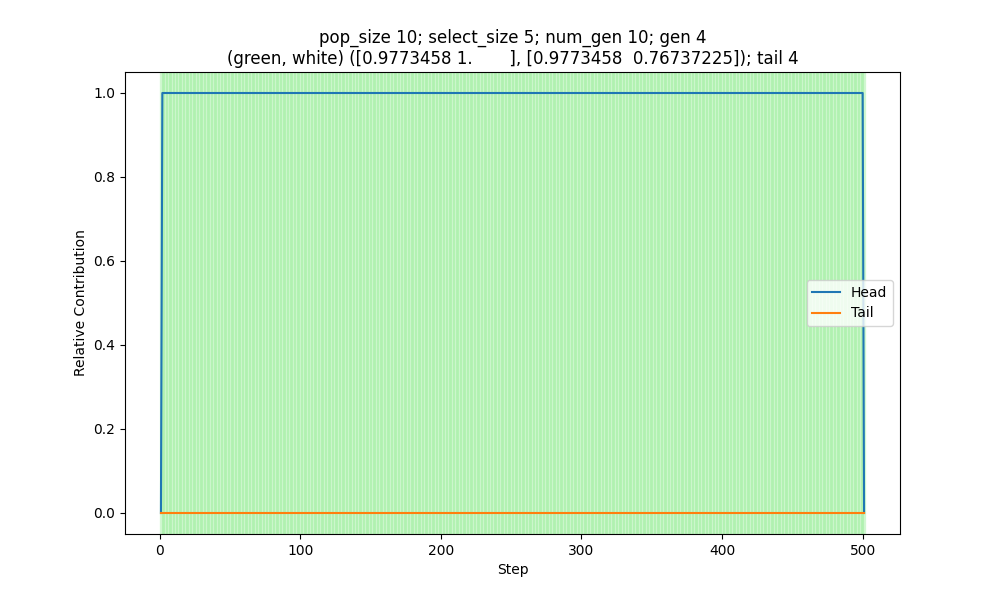 pop_size 10; select_size 5; num_gen 10; gen 4
(green, white) ([0.9773458 1.       ], [0.9773458  0.76737225]); tail 4
1.0
0.8
0.6
0.4
0.2
0.0
Relative Contribution
Head
Tail
0 100 200 300 400 500
Step